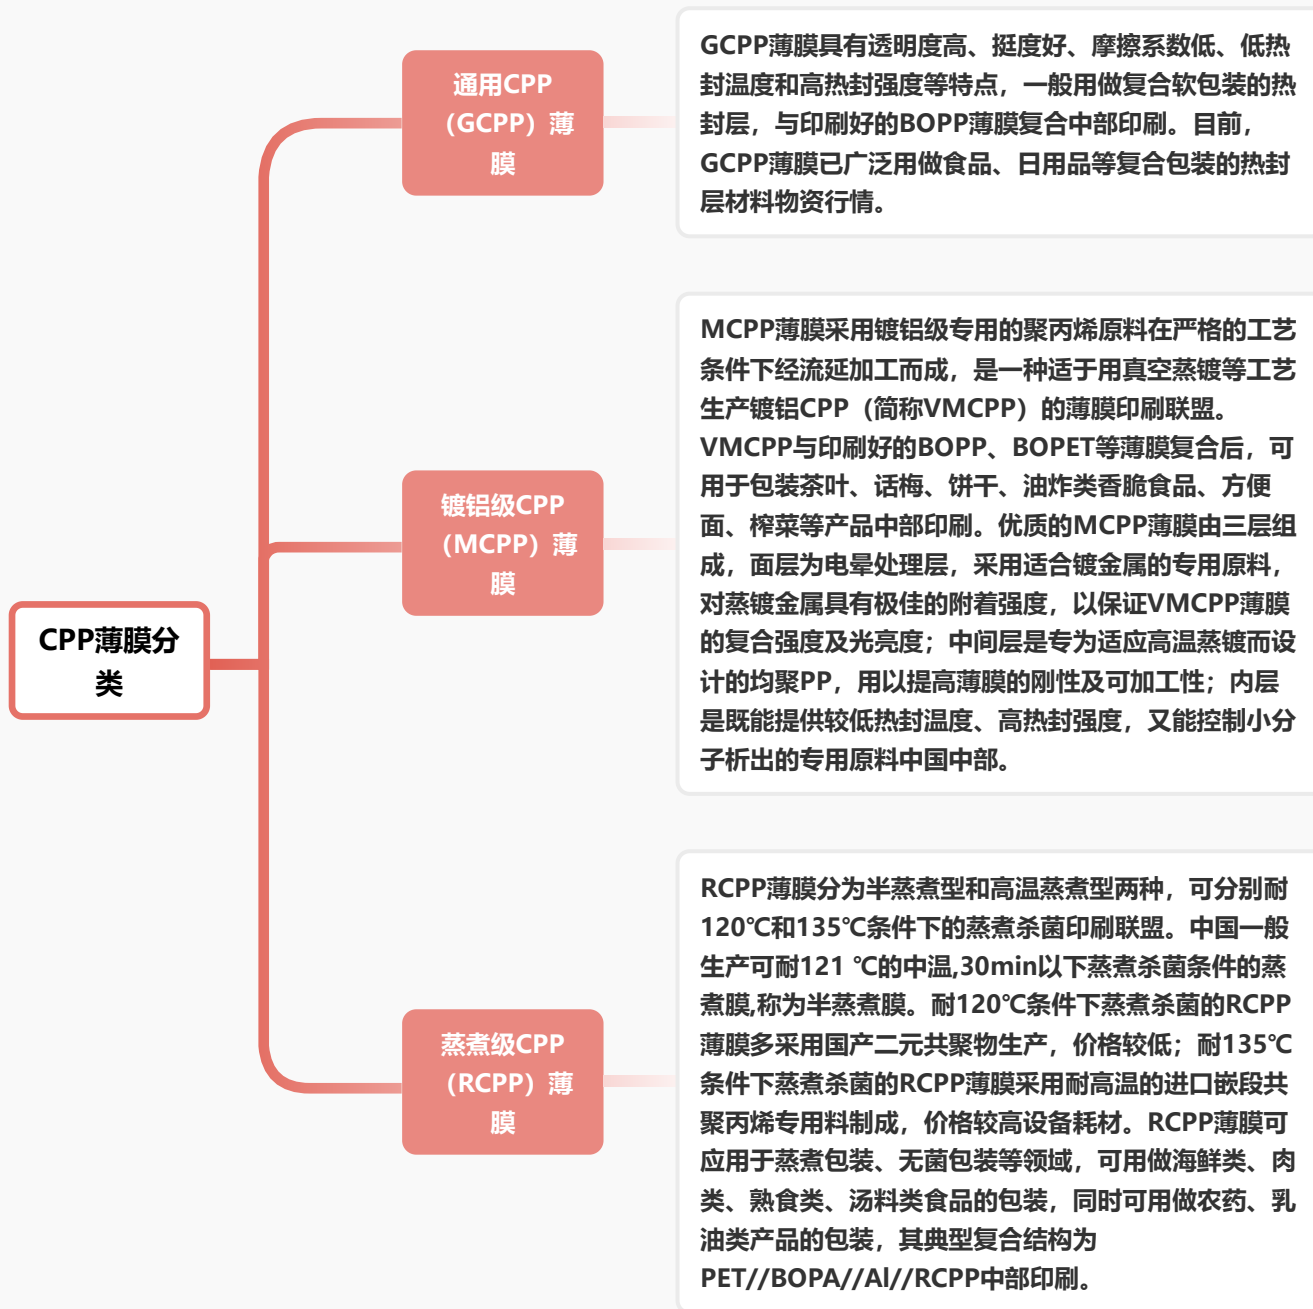 通用CPP
（GCPP）薄
膜
GCPP薄膜具有透明度高、挺度好、摩擦系数低、低热
封温度和高热封强度等特点，一般用做复合软包装的热
封层，与印刷好的BOPP薄膜复合中部印刷。目前，
GCPP薄膜已广泛用做食品、日用品等复合包装的热封
层材料物资行情。
镀铝级CPP
（MCPP）薄
膜
MCPP薄膜采用镀铝级专用的聚丙烯原料在严格的工艺
条件下经流延加工而成，是一种适于用真空蒸镀等工艺
生产镀铝CPP（简称VMCPP）的薄膜印刷联盟。
VMCPP与印刷好的BOPP、BOPET等薄膜复合后，可
用于包装茶叶、话梅、饼干、油炸类香脆食品、方便
面、榨菜等产品中部印刷。优质的MCPP薄膜由三层组
成，面层为电晕处理层，采用适合镀金属的专用原料，
对蒸镀金属具有极佳的附着强度，以保证VMCPP薄膜
的复合强度及光亮度；中间层是专为适应高温蒸镀而设
计的均聚PP，用以提高薄膜的刚性及可加工性；内层
是既能提供较低热封温度、高热封强度，又能控制小分
子析出的专用原料中国中部。
CPP薄膜分
类
蒸煮级CPP
（RCPP）薄
膜
RCPP薄膜分为半蒸煮型和高温蒸煮型两种，可分别耐
120℃和135℃条件下的蒸煮杀菌印刷联盟。中国一般
生产可耐121 ℃的中温,30min以下蒸煮杀菌条件的蒸
煮膜,称为半蒸煮膜。耐120℃条件下蒸煮杀菌的RCPP
薄膜多采用国产二元共聚物生产，价格较低；耐135℃
条件下蒸煮杀菌的RCPP薄膜采用耐高温的进口嵌段共
聚丙烯专用料制成，价格较高设备耗材。RCPP薄膜可
应用于蒸煮包装、无菌包装等领域，可用做海鲜类、肉
类、熟食类、汤料类食品的包装，同时可用做农药、乳
油类产品的包装，其典型复合结构为
PET//BOPA//Al//RCPP中部印刷。